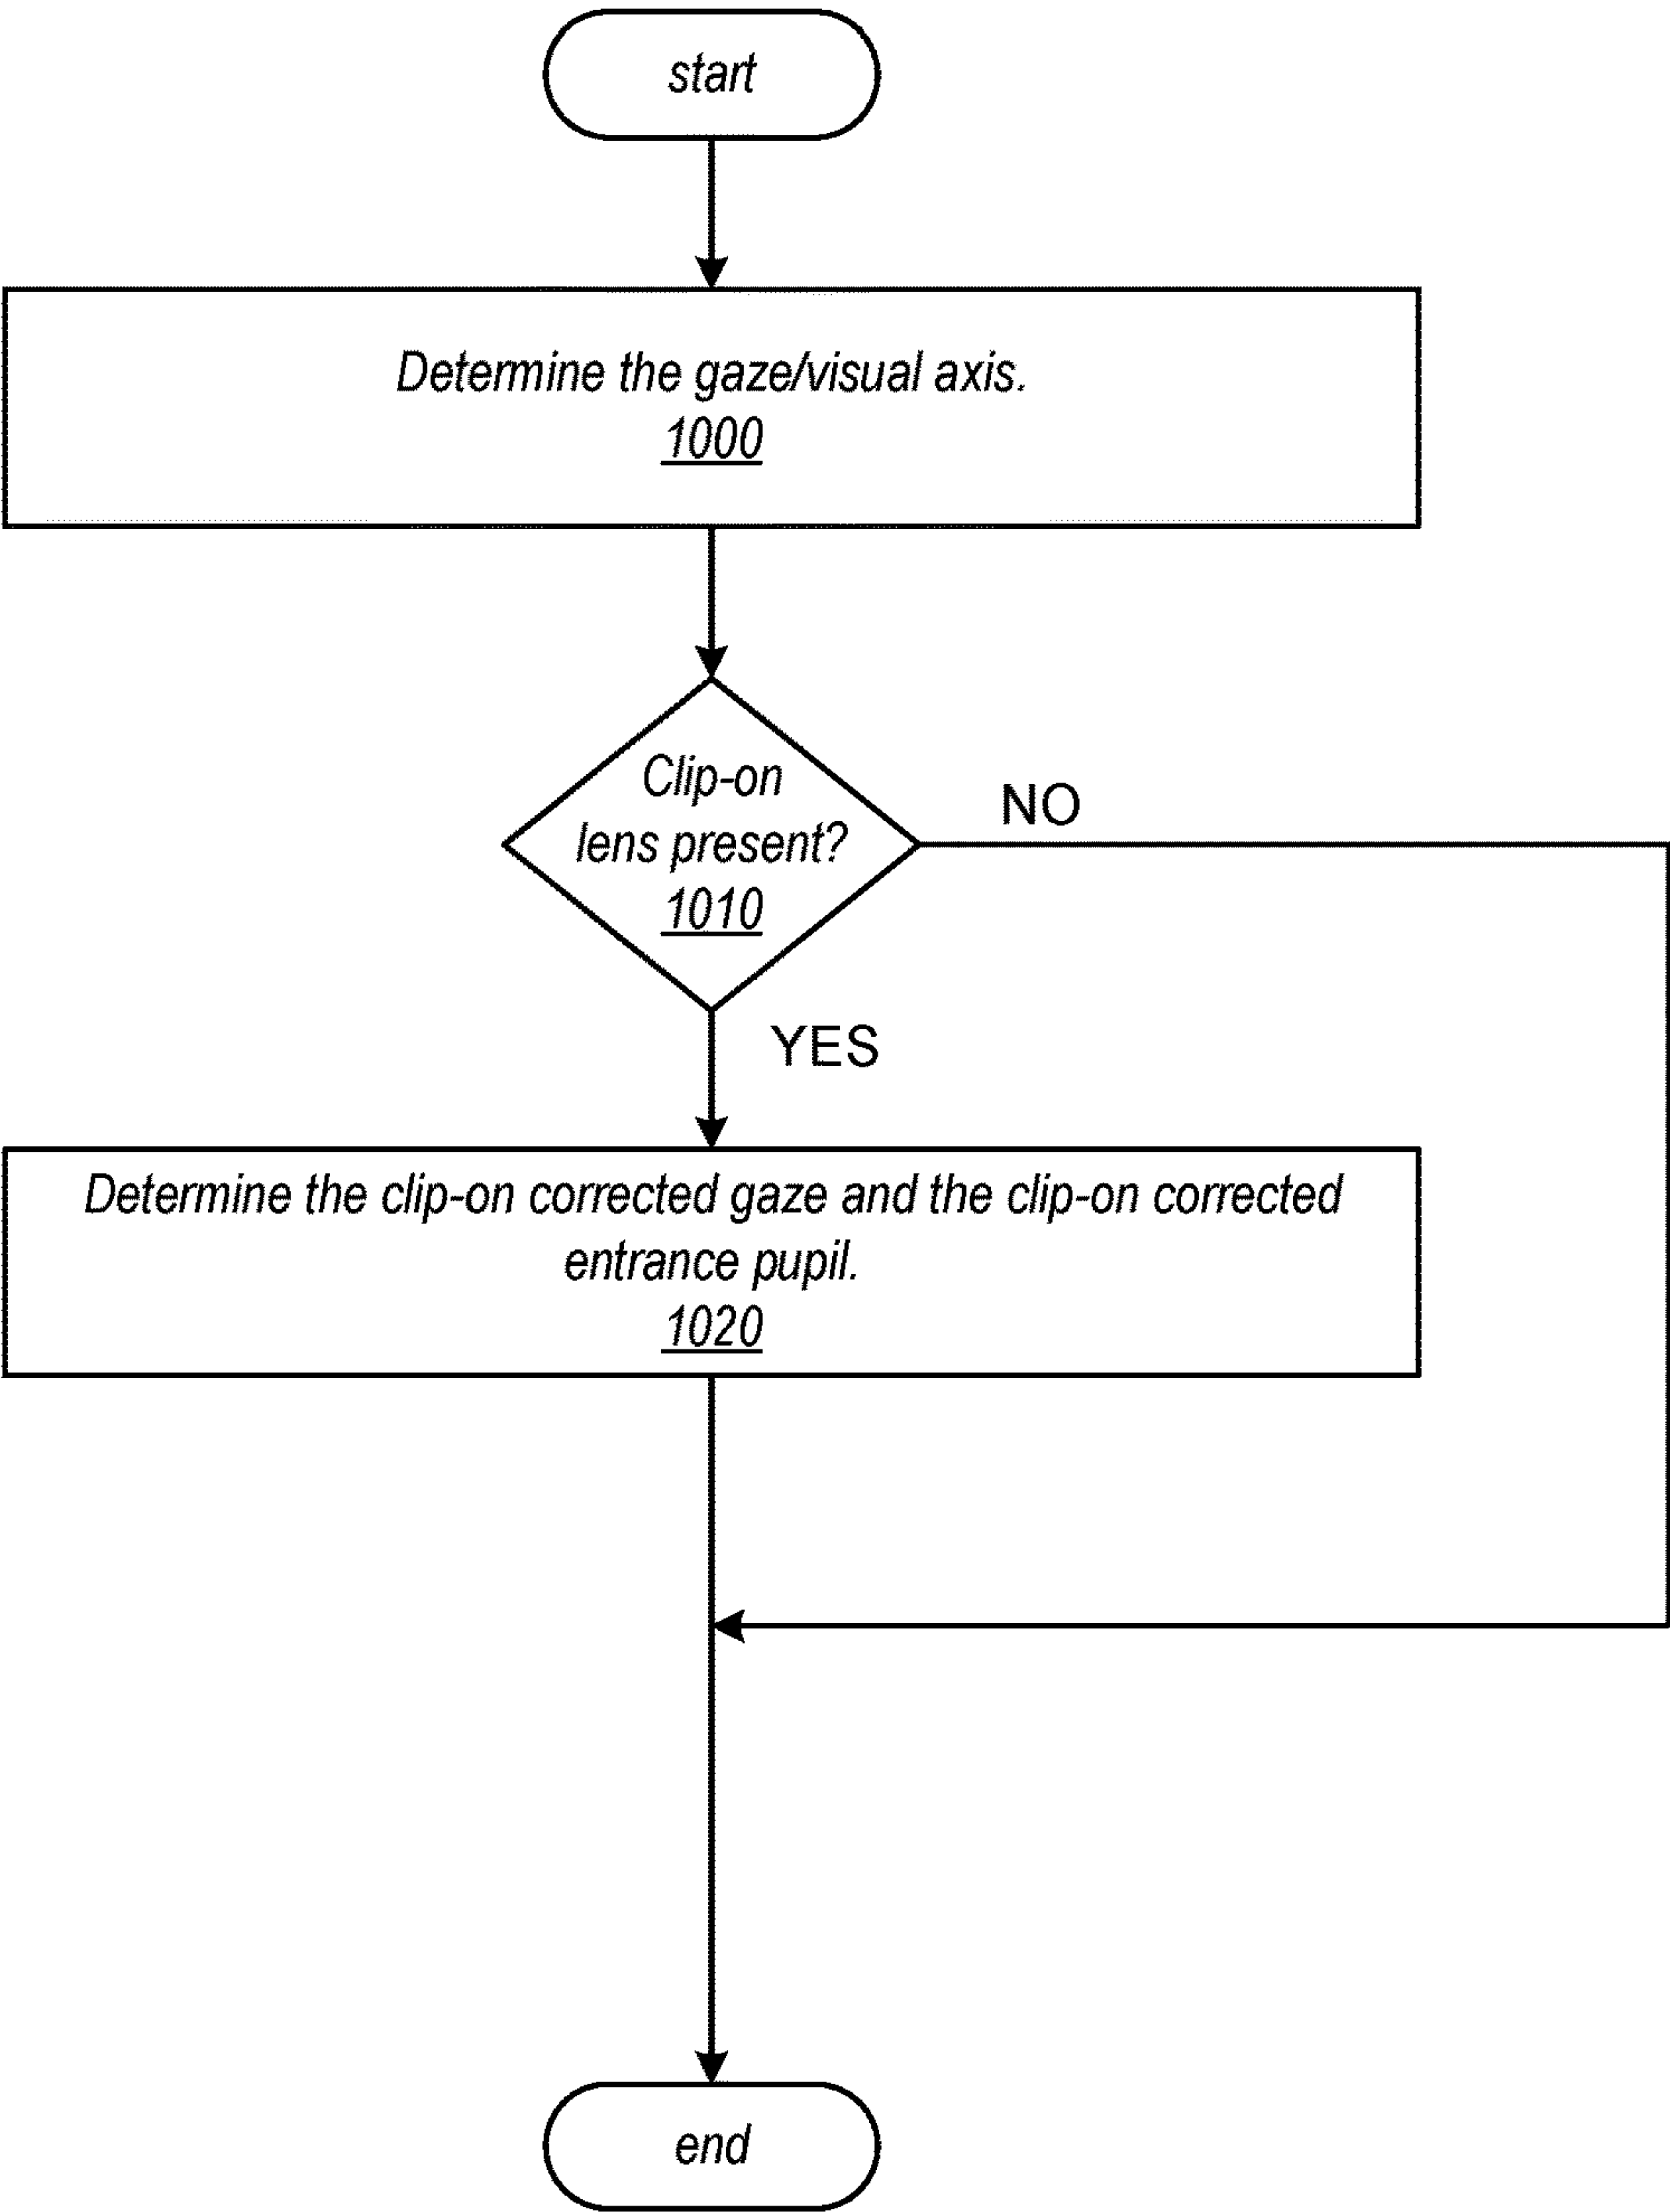 start
Determine the gaze/visual axis.
1000
Clip-on
lens present?
1010
NO
YES
Determine the clip-on corrected gaze and the clip-on corrected
entrance pupil.
1020
end